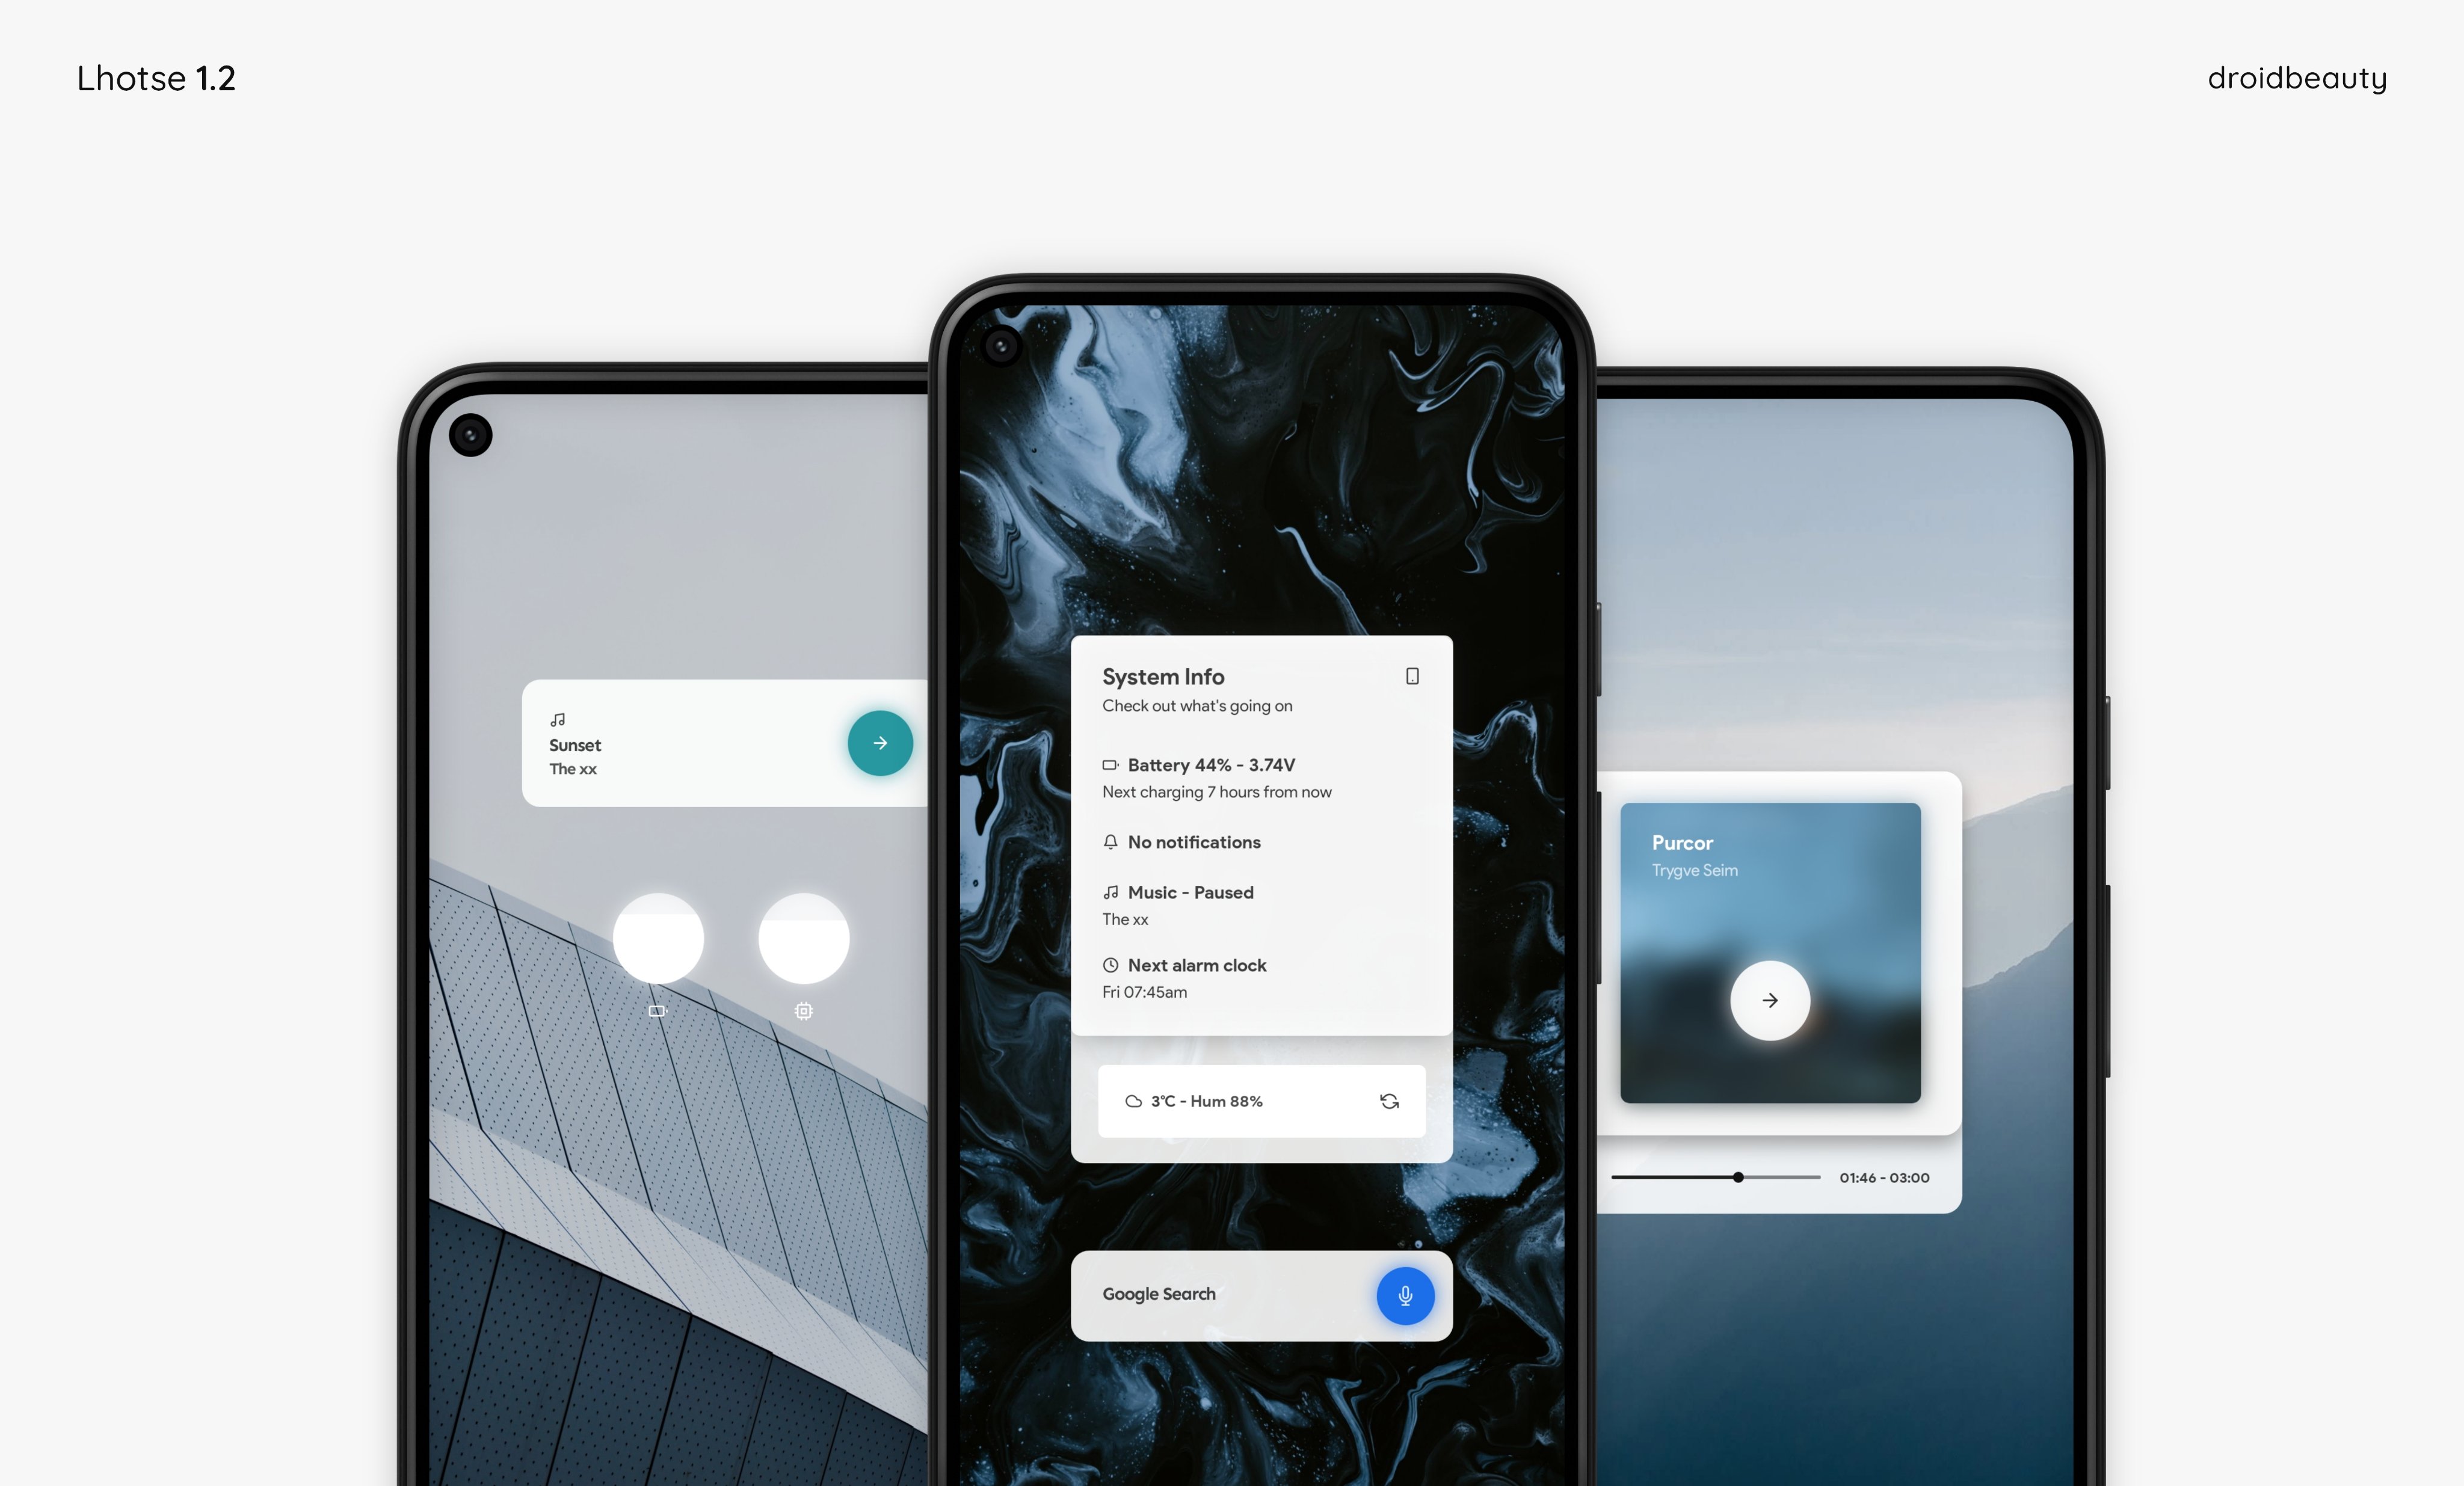 Lhotse 1.2
droidbeauty
Sunset
The xx
System Info
Check out what's going on
Battery 44% - 3.74V
Next charging 7 hours from now
No notifications
Music - Paused
The xx
Next alarm clock
Fri 07:45am
3°C - Hum 88%
Google Search
Purcor
Trygve Seim
01:46 - 03:00